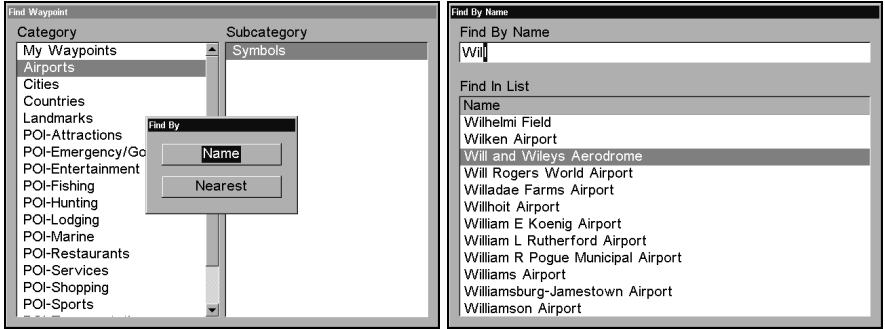 Find Waypoint
Category
Subcategory
My Waypoints
Airports
Cities
Countries
Landmarks
POI-Attractions
POI-Emergency/Go
POI-Entertainment
POI-Fishing
POI-Hunting
POI-Lodging
POI-Marine
POI-Restaurants
POI-Services
POI-Shopping
POI-Sports
Symbols
Find By
Name
Nearest
Find By Name
Find By Name
Will
Find In List
Name
Wilhelmi Field
Wilken Airport
Will and Wileys Aerodrome
Will Rogers World Airport
Willadae Farms Airport
Willhoit Airport
William E Koenig Airport
William L Rutherford Airport
William R Pogue Municipal Airport
Williams Airport
Williamsburg-Jamestown Airport
Williamson Airport